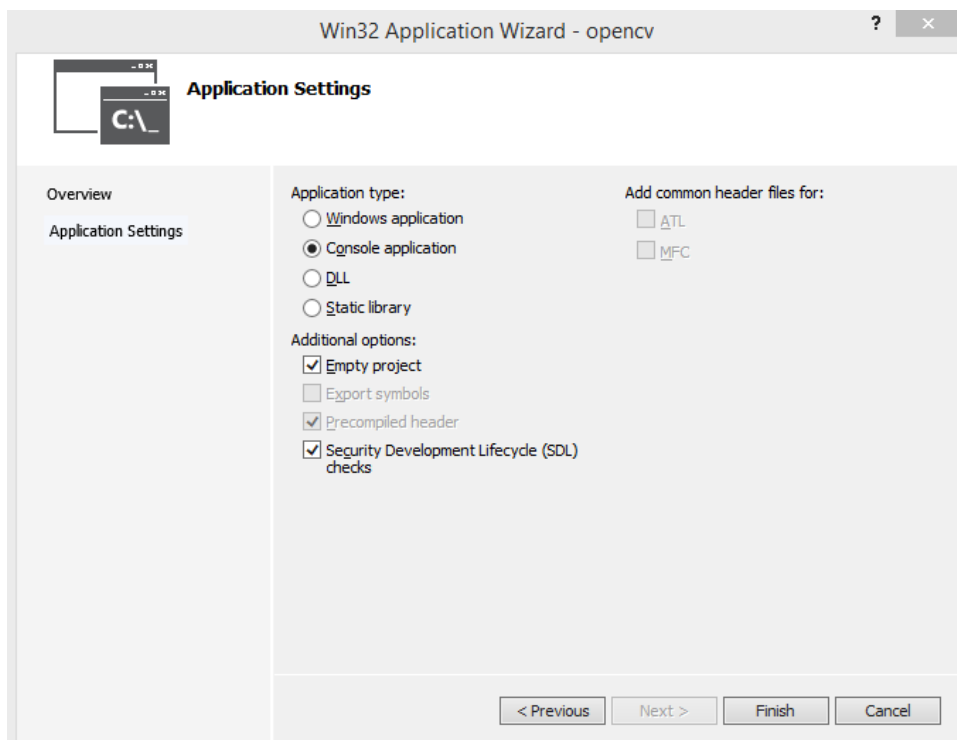 Win32 Application Wizard - opencv
?
C:\_
Application Settings
Overview
Application Settings
Application type:
Windows application
Console application
DLL
Static library
Additional options:
Empty project
Export symbols
Precompiled header
Security Development Lifecycle (SDL)
checks
Add common header files for:
ATL
MFC
< Previous
Next >
Finish
Cancel